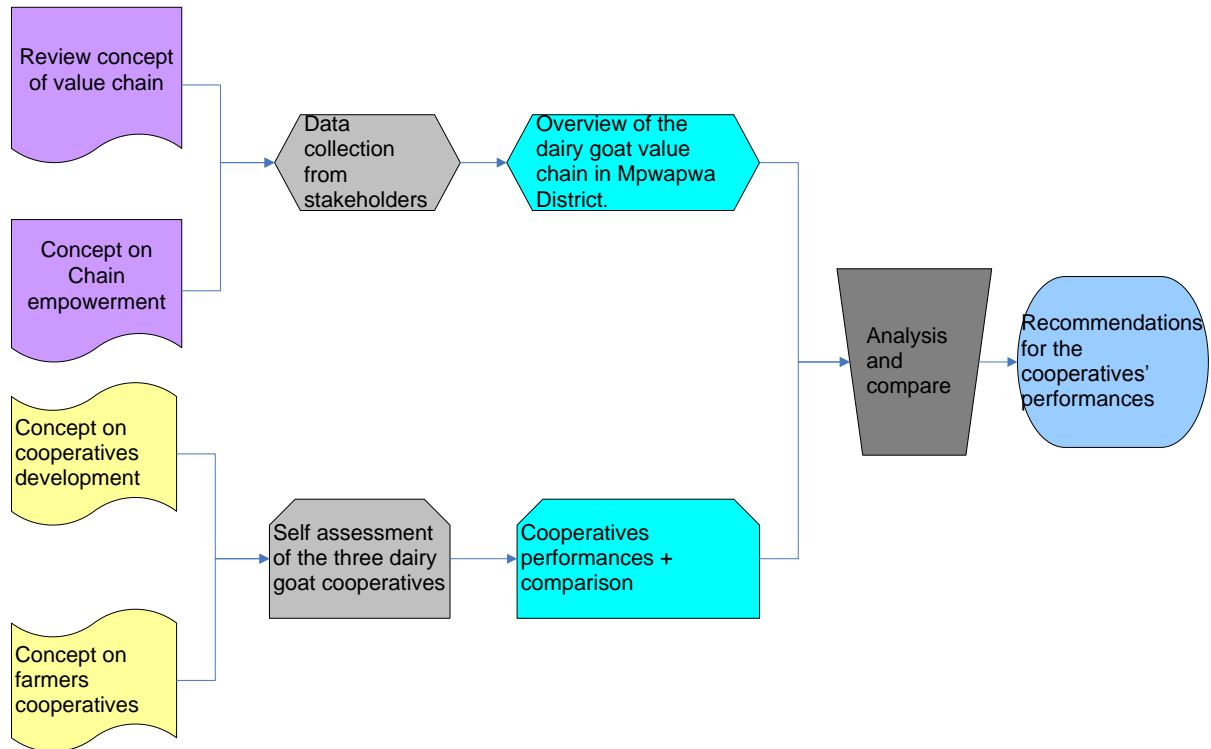 Review concept
of value chain
Concept on
Chain
empowerment
Data
collection
from
stakeholders
Overview of the
dairy goat value
chain in Mpwapwa
District.
Concept on
cooperatives
development
Concept on
farmers
cooperatives
Self assessment
of the three dairy
goat cooperatives
Cooperatives
performances +
comparison
Analysis
and
compare
Recommendations
for the
cooperatives’
performances